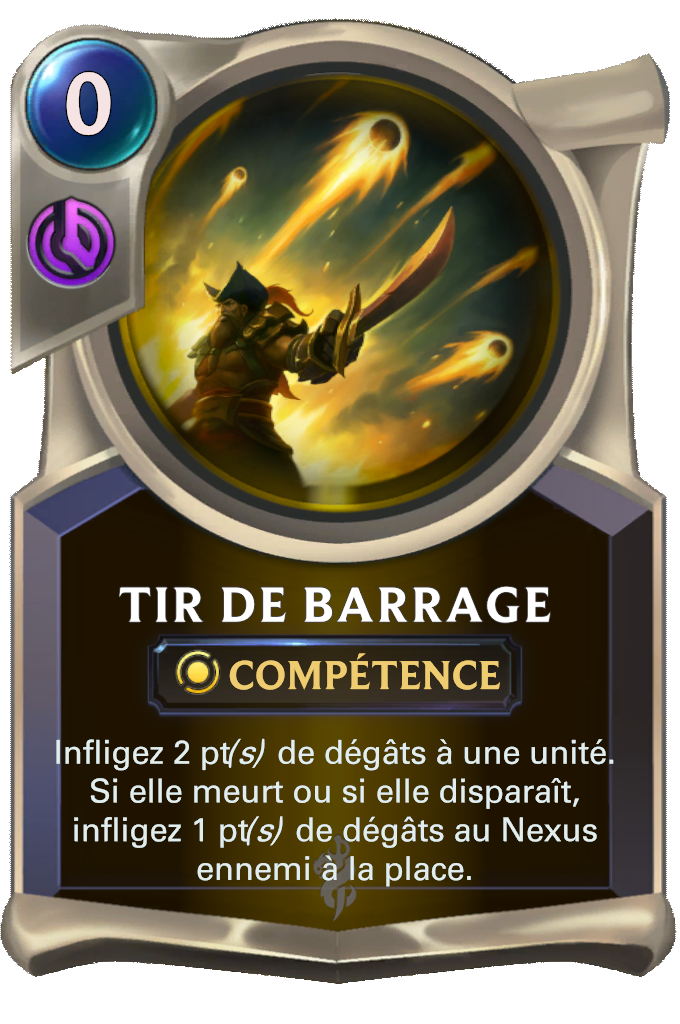 0
TIR DE BARRAGE
COMPÉTENCE
Infligez 2 pt(s) de dégâts à une unité.
Si elle meurt ou si elle disparaît,
infligez 1 pt(s) de dégâts au Nexus
ennemi à la place.